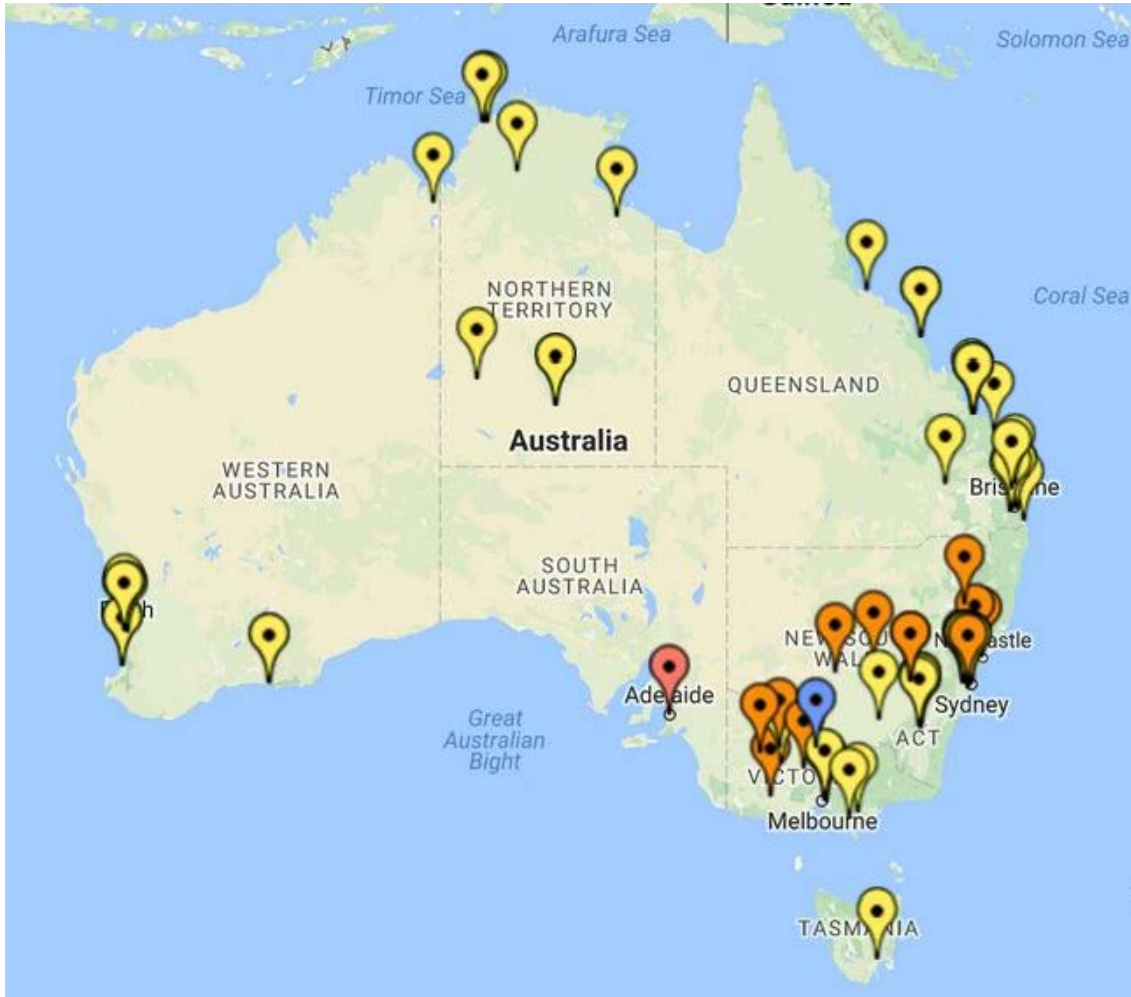 Arafura Sea
Solomon Sea
Timor Sea
Coral Sea
NORTHERN
TERRITORY
QUEENSLAND
Australia
WESTERN
AUSTRALIA
SOUTH
AUSTRALIA
Adelaide
Sydney
Great
Australian
Bight
ACT
Melbourne